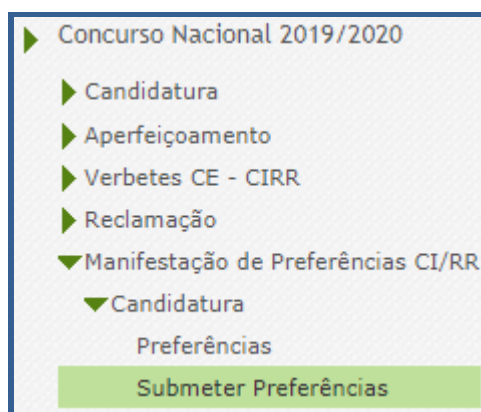 Concurso Nacional 2019/2020
Candidatura
Aperfeiçoamento
Verbetes CE - CIRR
Reclamação
Manifestação de Preferências CI/RR
Candidatura
Preferências
Submeter Preferências